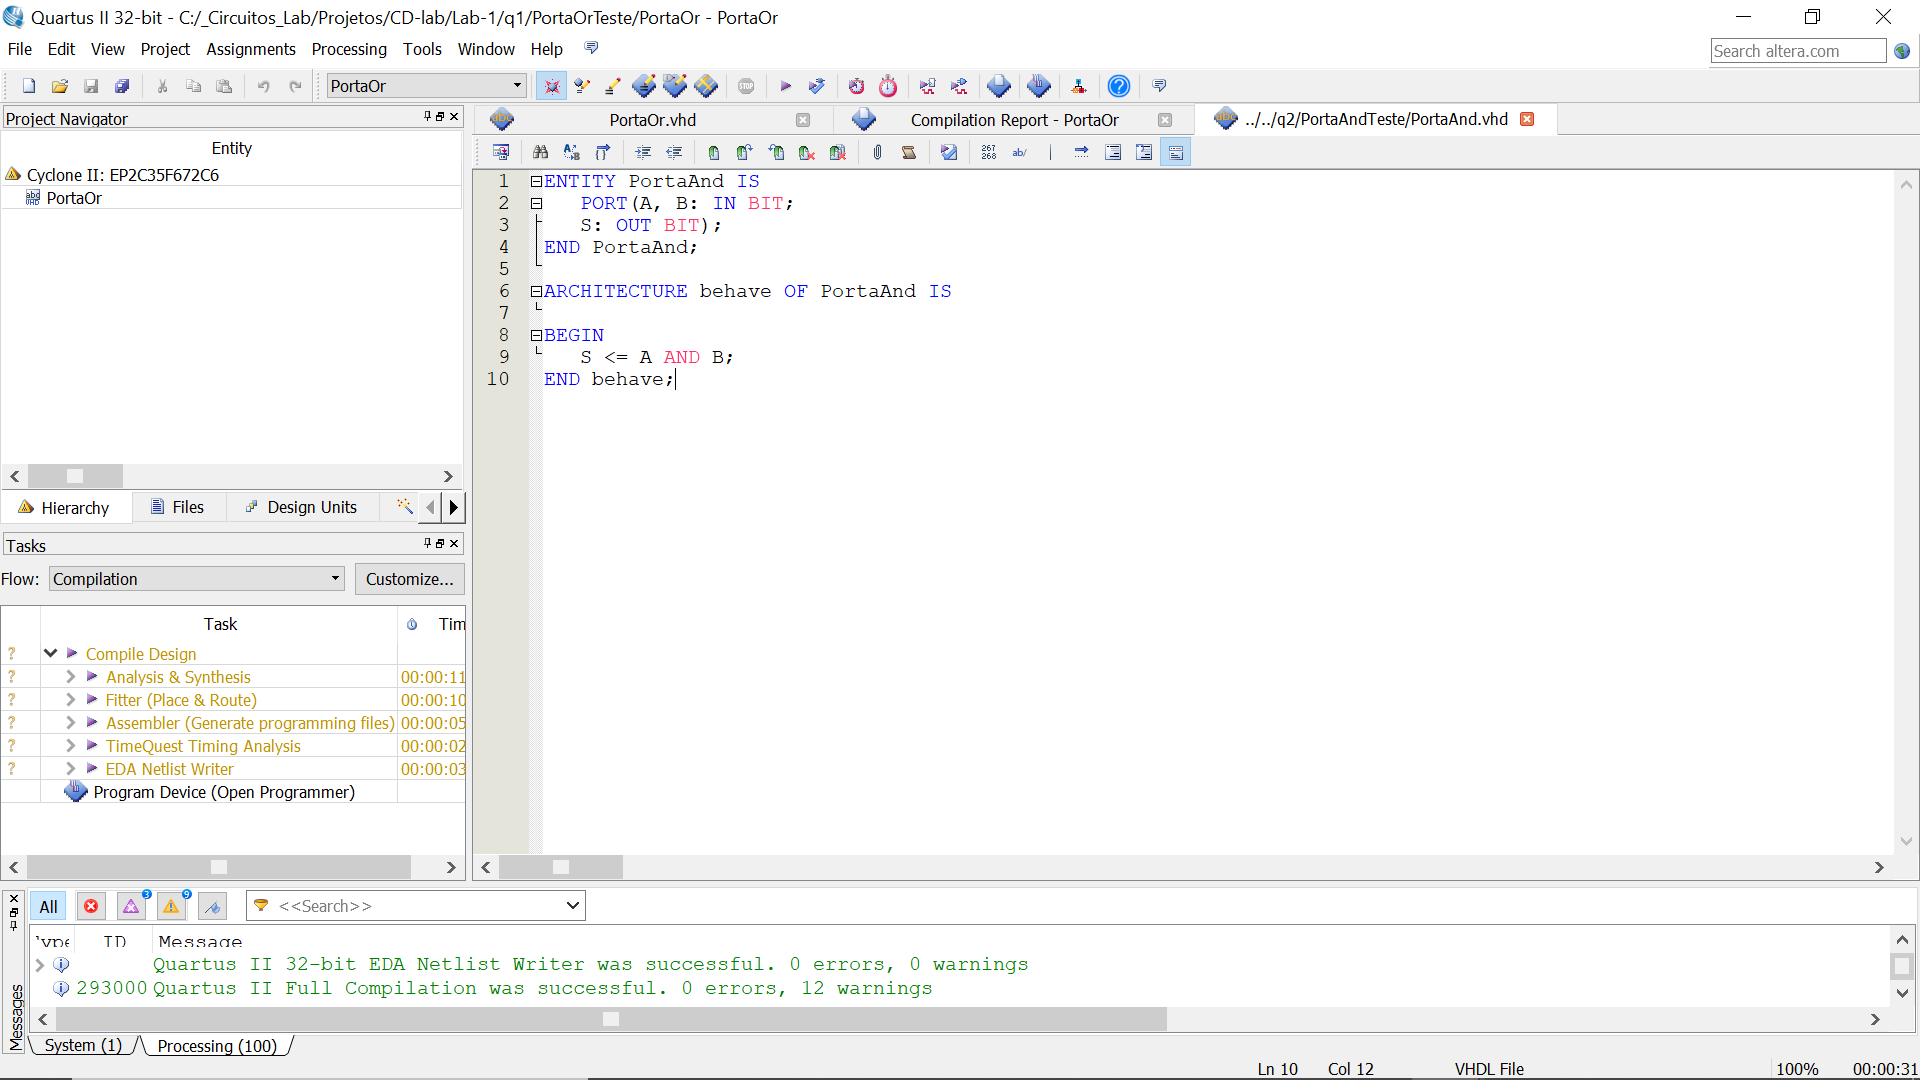 Quartus II 32-bit - C:/_Circuitos_Lab/Projetos/CD-lab/Lab-1/q1/PortaOrTeste/PortaOr - PortaOr
File Edit View Project Assignments Processing Tools Window Help
Search altera.com
PortaOr
Project Navigator
Entity
Cyclone II: EP2C35F672C6
PortaOr
Hierarchy Files Design Units
Tasks
Flow: Compilation Customize...
Task Tim
Compile Design
Analysis & Synthesis 00:00:11
Fitter (Place & Route) 00:00:10
Assembler (Generate programming files) 00:00:05
TimeQuest Timing Analysis 00:00:02
EDA Netlist Writer 00:00:03
Program Device (Open Programmer)
PortaOr.vhd Compilation Report - PortaOr ../../q2/PortaAndTeste/PortaAnd.vhd
267
268 ab/
1 ENTITY PortaAnd IS
2 PORT(A, B: IN BIT;
3 S: OUT BIT);
4 END PortaAnd;
5
6 ARCHITECTURE behave OF PortaAnd IS
7
8 BEGIN
9 S <= A AND B;
10 END behave;
Messages
All 3 9 <<Search>>
Type ID Message
Quartus II 32-bit EDA Netlist Writer was successful. 0 errors, 0 warnings
293000 Quartus II Full Compilation was successful. 0 errors, 12 warnings
System (1) Processing (100)
Ln 10 Col 12 VHDL File 100% 00:00:31